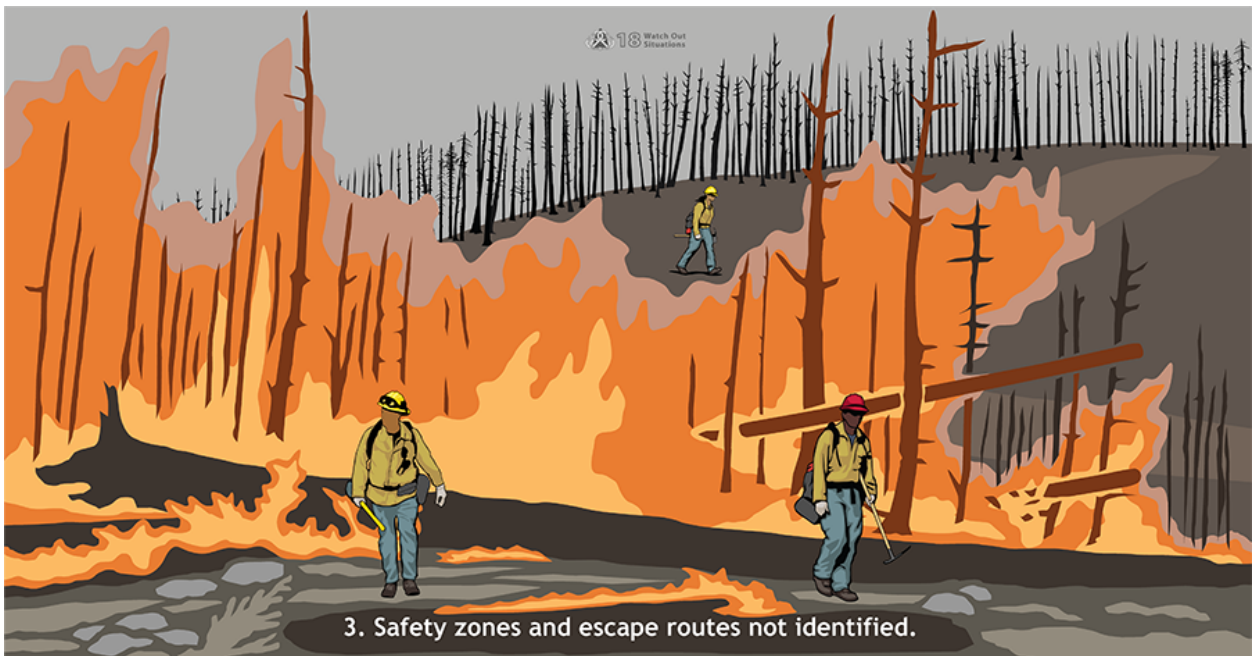 18 Watch Out
Situations
3. Safety zones and escape routes not identified.